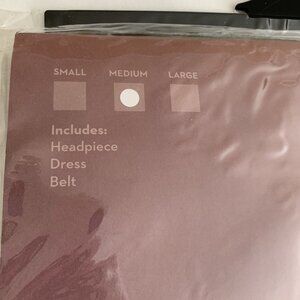 SMALL MEDIUM LARGE
Includes:
Headpiece
Dress
Belt